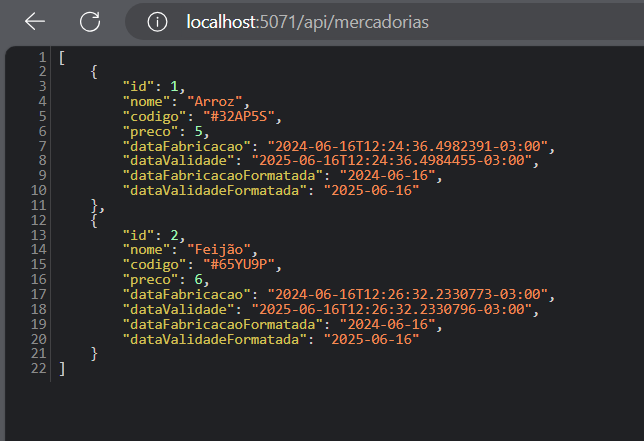 localhost:5071/api/mercadorias
1 [
2 {
3 "id": 1,
4 "nome": "Arroz",
5 "codigo": "#32AP5S",
6 "preco": 5,
7 "dataFabricacao": "2024-06-16T12:24:36.4982391-03:00",
8 "dataValidade": "2025-06-16T12:24:36.4984455-03:00",
9 "dataFabricacaoFormatada": "2024-06-16",
10 "dataValidadeFormatada": "2025-06-16"
11 },
12 {
13 "id": 2,
14 "nome": "Feijão",
15 "codigo": "#65YU9P",
16 "preco": 6,
17 "dataFabricacao": "2024-06-16T12:26:32.2330773-03:00",
18 "dataValidade": "2025-06-16T12:26:32.2330796-03:00",
19 "dataFabricacaoFormatada": "2024-06-16",
20 "dataValidadeFormatada": "2025-06-16"
21 }
22 ]